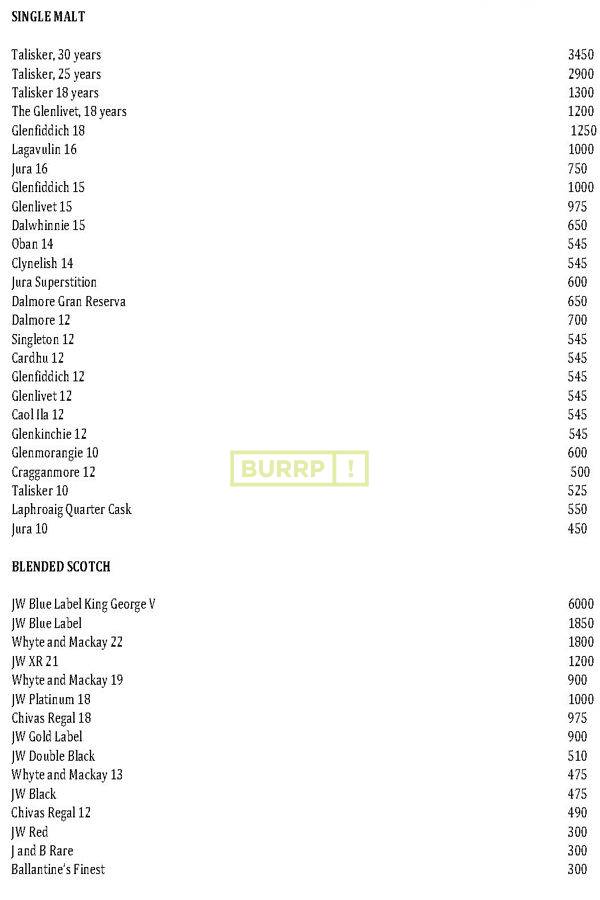 SINGLE MALT
Talisker, 30 years 3450
Talisker, 25 years 2900
Talisker 18 years 1300
The Glenlivet, 18 years 1200
Glenfiddich 18 1250
Lagavulin 16 1000
Jura 16 750
Glenfiddich 15 1000
Glenlivet 15 975
Dalwhinnie 15 650
Oban 14 545
Clynelish 14 545
Jura Superstition 600
Dalmore Gran Reserva 650
Dalmore 12 700
Singleton 12 545
Cardhu 12 545
Glenfiddich 12 545
Glenlivet 12 545
Caol Ila 12 545
Glenkinchie 12 545
Glenmorangie 10 600
Cragganmore 12 500
BURRP !
Talisker 10 525
Laphroaig Quarter Cask 550
Jura 10 450
BLENDED SCOTCH
JW Blue Label King George V 6000
JW Blue Label 1850
Whyte and Mackay 22 1800
JW XR 21 1200
Whyte and Mackay 19 900
JW Platinum 18 1000
Chivas Regal 18 975
JW Gold Label 900
JW Double Black 510
Whyte and Mackay 13 475
JW Black 475
Chivas Regal 12 490
JW Red 300
J and B Rare 300
Ballantine's Finest 300